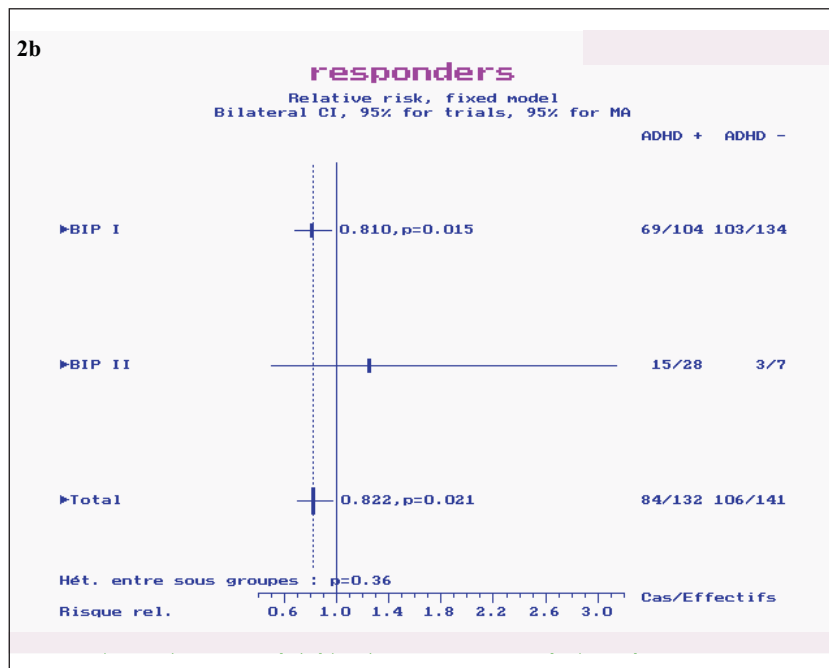 2b
responders
Relative risk, fixed model
Bilateral CI, 95% for trials, 95% for MA
ADHD + ADHD -
►BIP I 0.810,p=0.015 69/104 103/134
►BIP II 15/28 3/7
►Total 0.822,p=0.021 84/132 106/141
Hét. entre sous groupes : p=0.36
Risque rel. 0.6 1.0 1.4 1.8 2.2 2.6 3.0 Cas/Effectifs